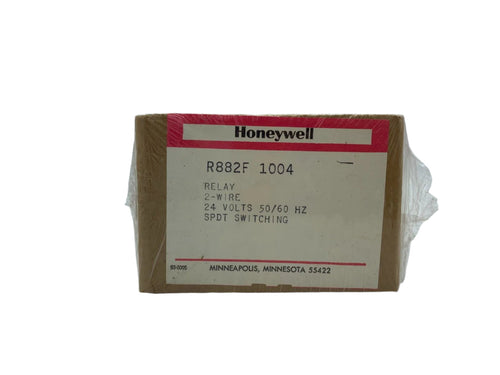 Honeywell
R882F 1004
RELAY
2-WIRE
24 VOLTS 50/60 HZ
SPDT SWITCHING
MINNEAPOLIS, MINNESOTA 55422